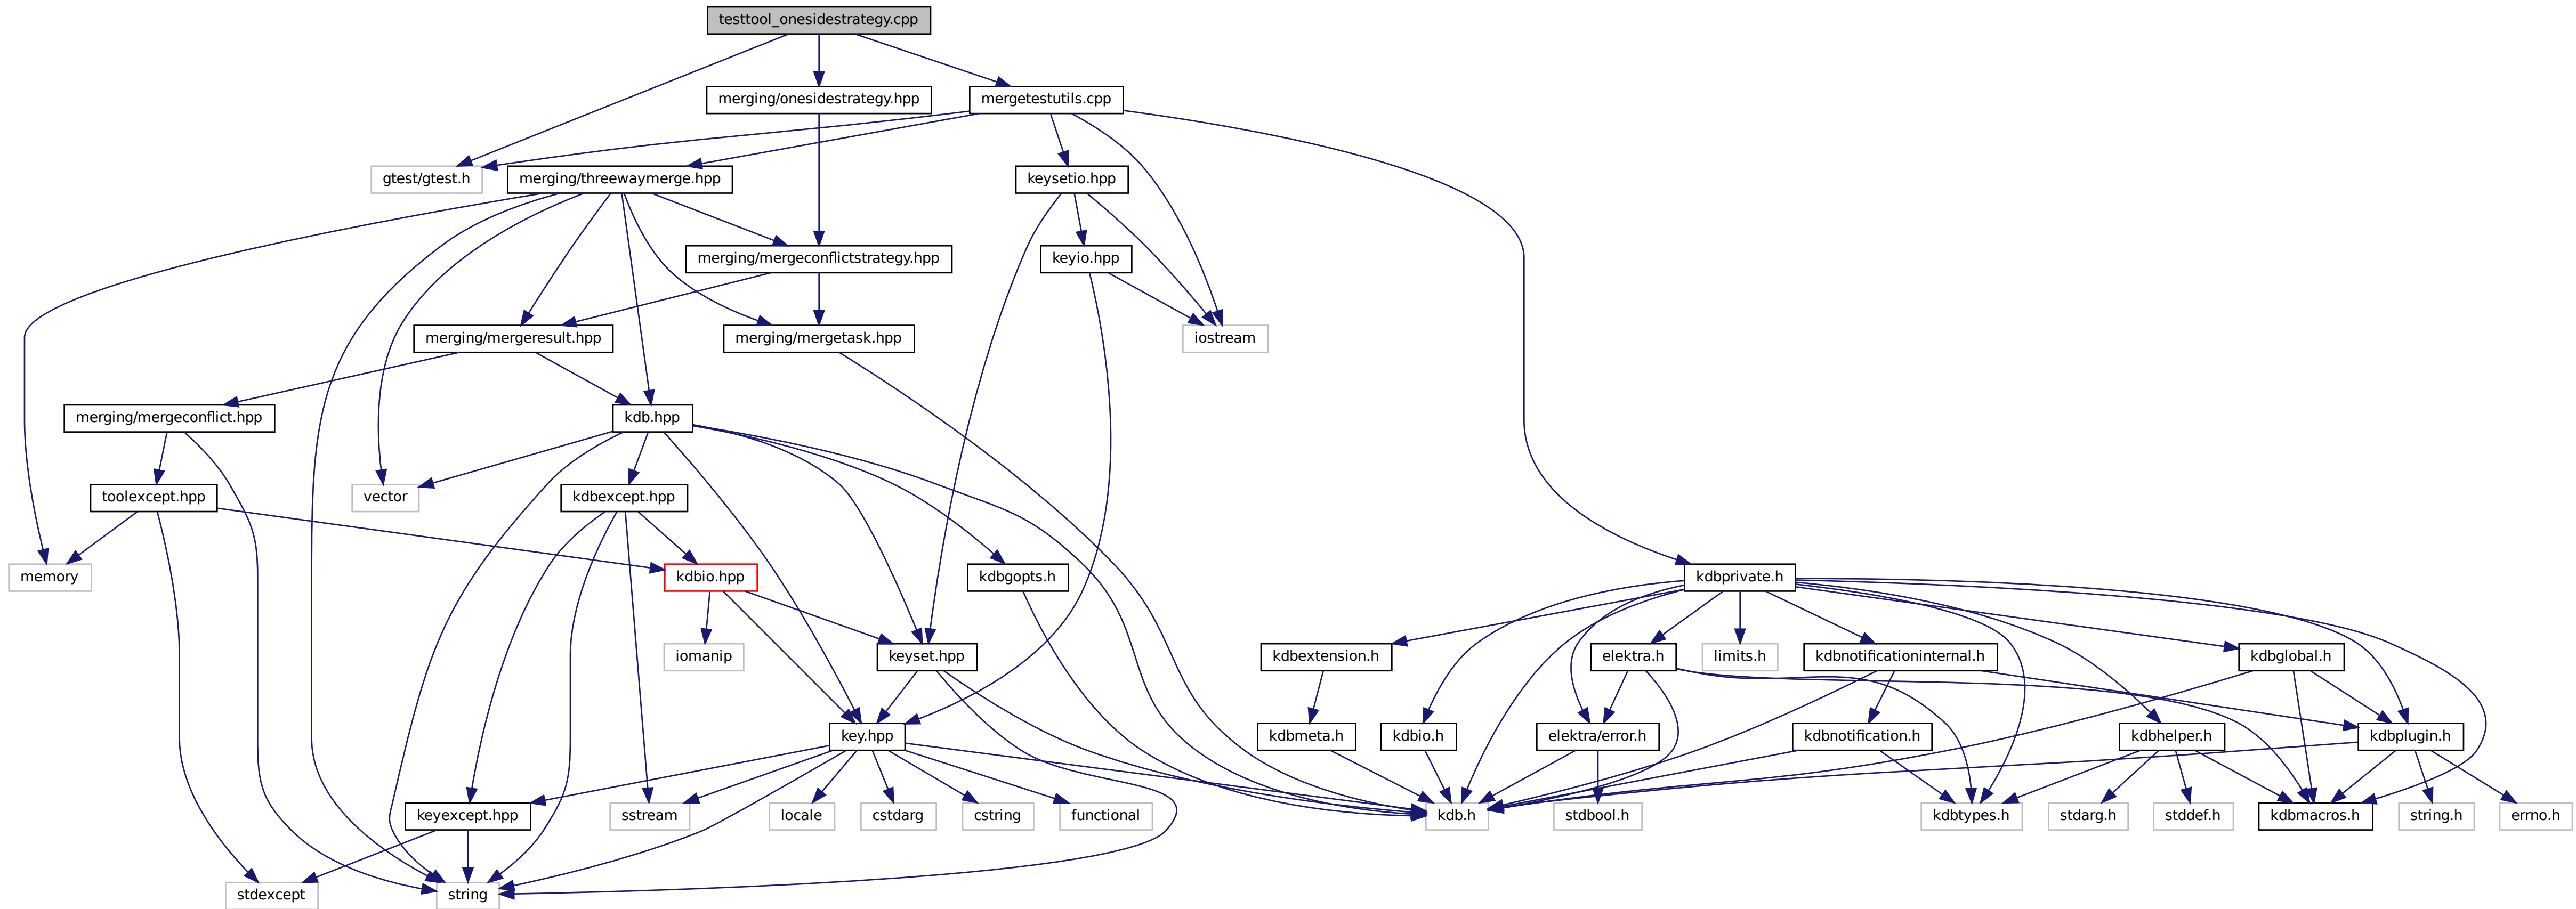 testtool_onesidestrategy.cpp
merging/onesidestrategy.hpp
mergetestutils.cpp
gtest/gtest.h
merging/threewaymerge.hpp
keysetio.hpp
merging/mergeconflictstrategy.hpp
keyio.hpp
merging/mergeresult.hpp
merging/mergetask.hpp
iostream
merging/mergeconflict.hpp
kdb.hpp
toolexcept.hpp
vector
kdbexcept.hpp
memory
kdbio.hpp
kdbgopts.h
kdbprivate.h
iomanip
keyset.hpp
kdbextension.h
elektra.h
limits.h
kdbnotificationinternal.h
kdbglobal.h
key.hpp
kdbmeta.h
kdbio.h
elektra/error.h
kdbnotification.h
kdbhelper.h
kdbplugin.h
keyexcept.hpp
sstream
locale
cstdarg
cstring
functional
kdb.h
stdbool.h
kdbtypes.h
stdarg.h
stddef.h
kdbmacros.h
string.h
errno.h
stdexcept
string